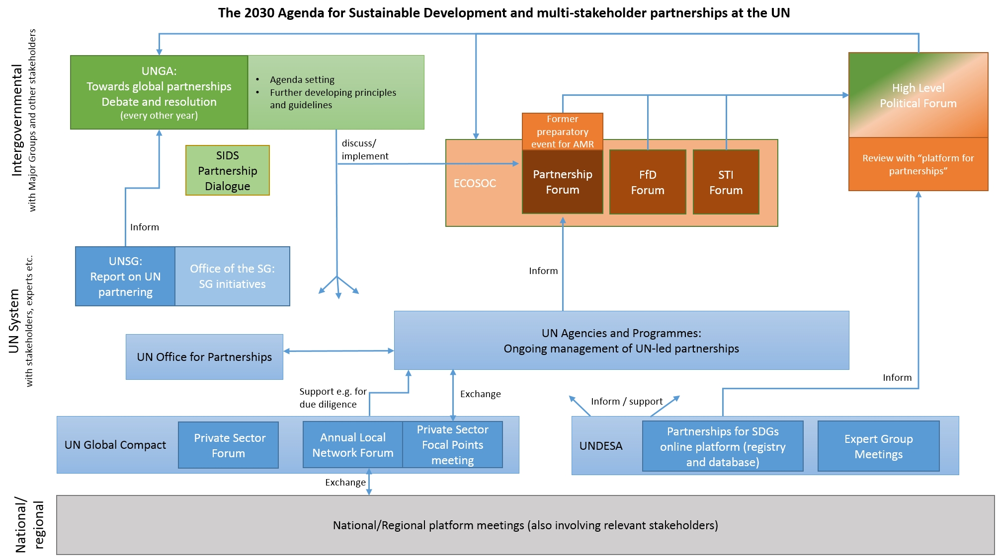 The 2030 Agenda for Sustainable Development and multi-stakeholder partnerships at the UN
Intergovernmental
with Major Groups and other stakeholders
UNGA:
Towards global partnerships
Debate and resolution
(every other year)
• Agenda setting
• Further developing principles
and guidelines
High Level
Political Forum
Review with “platform for
partnerships”
SIDS
Partnership
Dialogue
discuss/
implement
ECOSOC
Former
preparatory
event for AMR
Partnership
Forum
FfD
Forum
STI
Forum
Inform
UN System
with stakeholders, experts etc.
UNSG:
Report on UN
partnering
Office of the SG:
SG initiatives
Inform
UN Agencies and Programmes:
Ongoing management of UN-led partnerships
UN Office for Partnerships
Support e.g. for
due diligence
Exchange
Inform / support
Inform
UN Global Compact
Private Sector
Forum
Annual Local
Network Forum
Private Sector
Focal Points
meeting
UNDESA
Partnerships for SDGs
online platform (registry
and database)
Expert Group
Meetings
Exchange
National/
regional
National/Regional platform meetings (also involving relevant stakeholders)